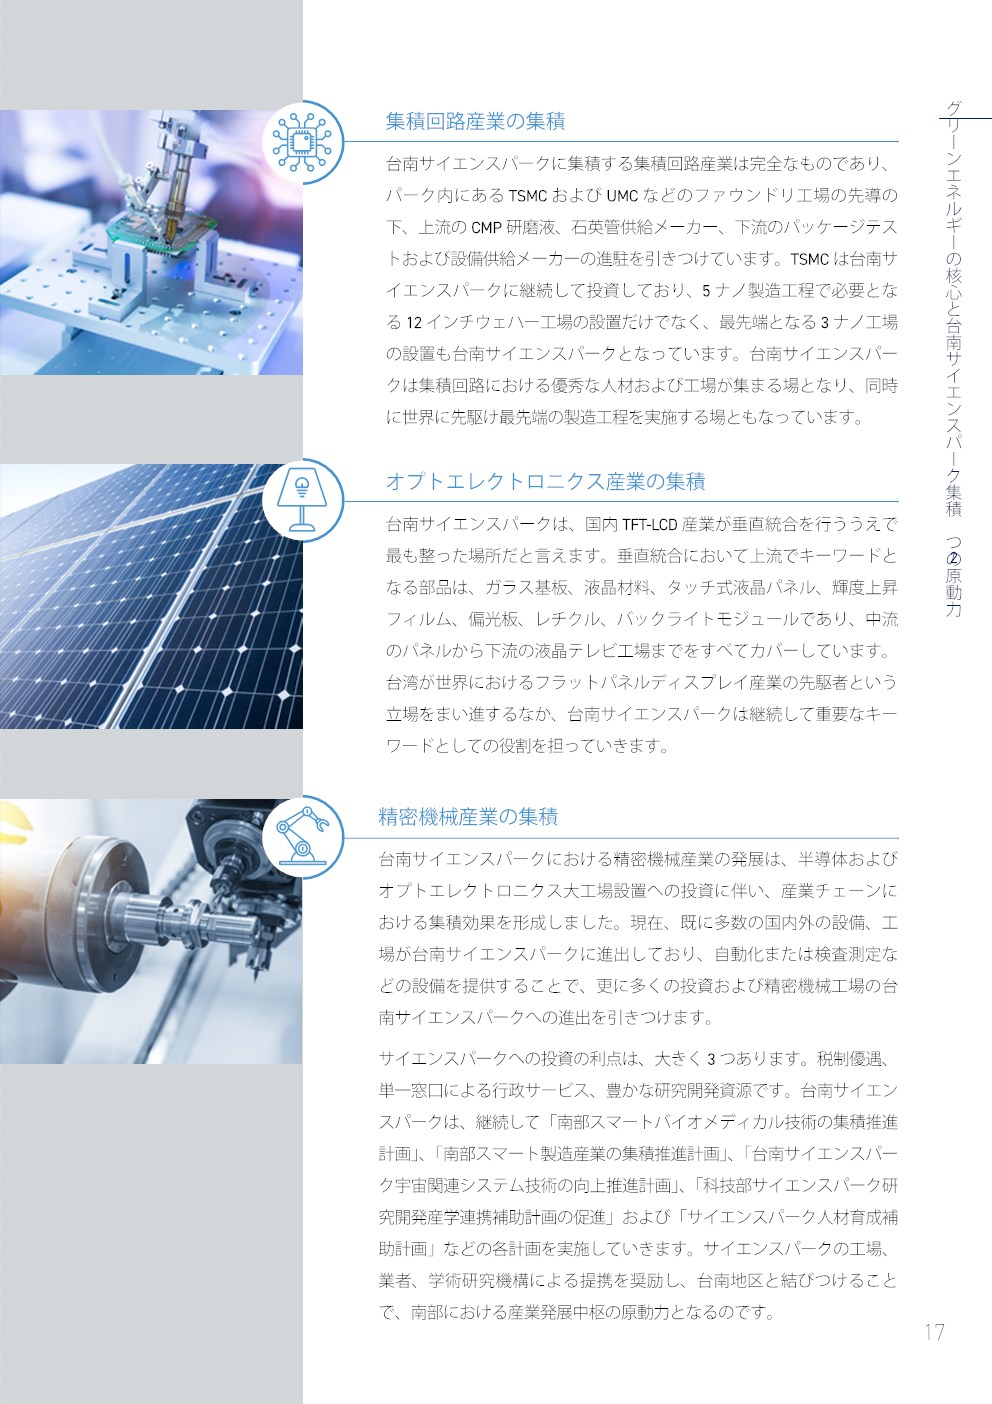 集積回路産業の集積
台南サイエンスパークに集積する集積回路産業は完全なものであり、
パーク内にある TSMC および UMC などのファウンドリ工場の先導の
下、上流の CMP 研磨液、石英管供給メーカー、下流のパッケージテス
トおよび設備供給メーカーの進駐を引きつけています。TSMC は台南サ
イエンスパークに継続して投資しており、5 ナノ製造工程で必要とな
る 12 インチウェハー工場の設置だけでなく、最先端となる 3 ナノ工場
の設置も台南サイエンスパークとなっています。台南サイエンスパー
クは集積回路における優秀な人材および工場が集まる場となり、同時
に世界に先駆け最先端の製造工程を実施する場ともなっています。
オプトエレクトロニクス産業の集積
台南サイエンスパークは、国内 TFT-LCD 産業が垂直統合を行ううえで
最も整った場所だと言えます。垂直統合において上流でキーワードと
なる部品は、ガラス基板、液晶材料、タッチ式液晶パネル、輝度上昇
フィルム、偏光板、レチクル、バックライトモジュールであり、中流
のパネルから下流の液晶テレビ工場までをすべてカバーしています。
台湾が世界におけるフラットパネルディスプレイ産業の先駆者という
立場をまい進するなか、台南サイエンスパークは継続して重要なキー
ワードとしての役割を担っていきます。
精密機械産業の集積
台南サイエンスパークにおける精密機械産業の発展は、半導体および
オプトエレクトロニクス大工場設置への投資に伴い、産業チェーンに
おける集積効果を形成しました。現在、既に多数の国内外の設備、工
場が台南サイエンスパークに進出しており、自動化または検査測定な
どの設備を提供することで、更に多くの投資および精密機械工場の台
南サイエンスパークへの進出を引きつけます。
サイエンスパークへの投資の利点は、大きく 3 つあります。税制優遇、
単一窓口による行政サービス、豊かな研究開発資源です。台南サイエン
スパークは、継続して「南部スマートバイオメディカル技術の集積推進
計画」、「南部スマート製造産業の集積推進計画」、「台南サイエンスパー
ク宇宙関連システム技術の向上推進計画」、「科技部サイエンスパーク研
究開発産学連携補助計画の促進」および「サイエンスパーク人材育成補
助計画」などの各計画を実施していきます。サイエンスパークの工場、
業者、学術研究機構による提携を奨励し、台南地区と結びつけること
で、南部における産業発展中枢の原動力となるのです。
グリーンエネルギーの核心と台南サイエンスパーク集積 2つの原動力
17